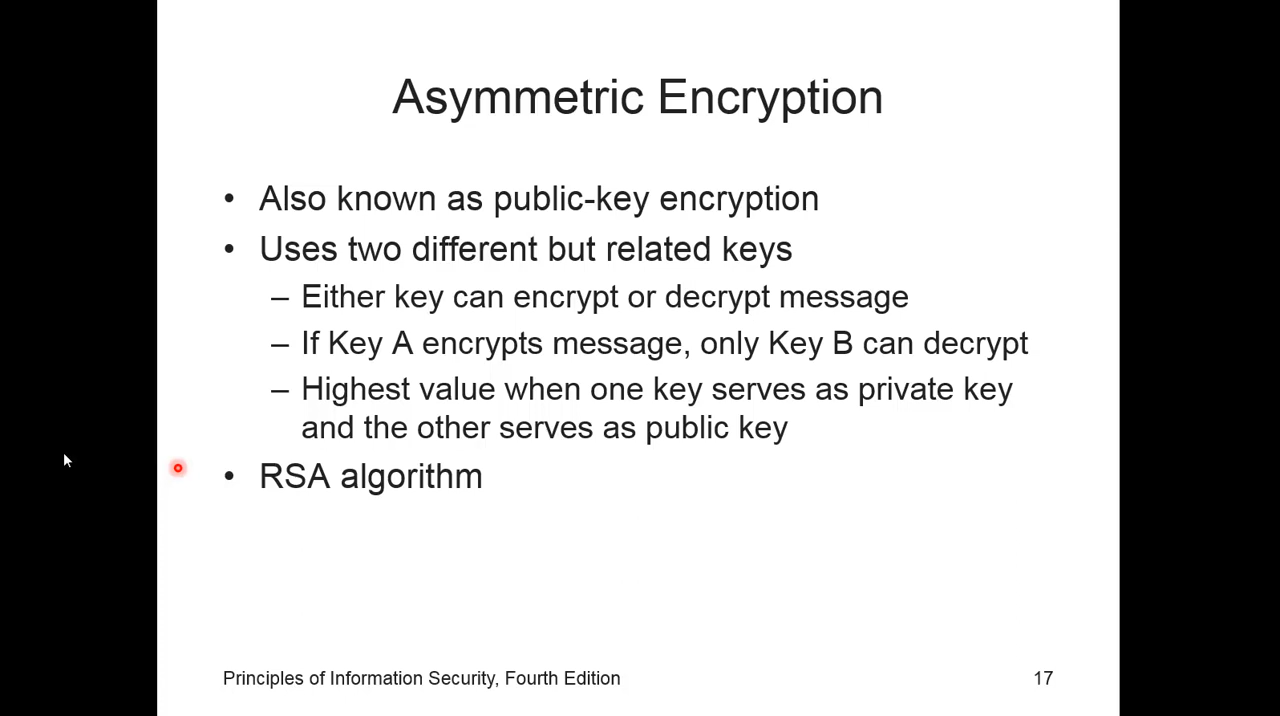 Asymmetric Encryption
• Also known as public-key encryption
• Uses two different but related keys
– Either key can encrypt or decrypt message
– If Key A encrypts message, only Key B can decrypt
– Highest value when one key serves as private key
and the other serves as public key
• RSA algorithm
Principles of Information Security, Fourth Edition 17